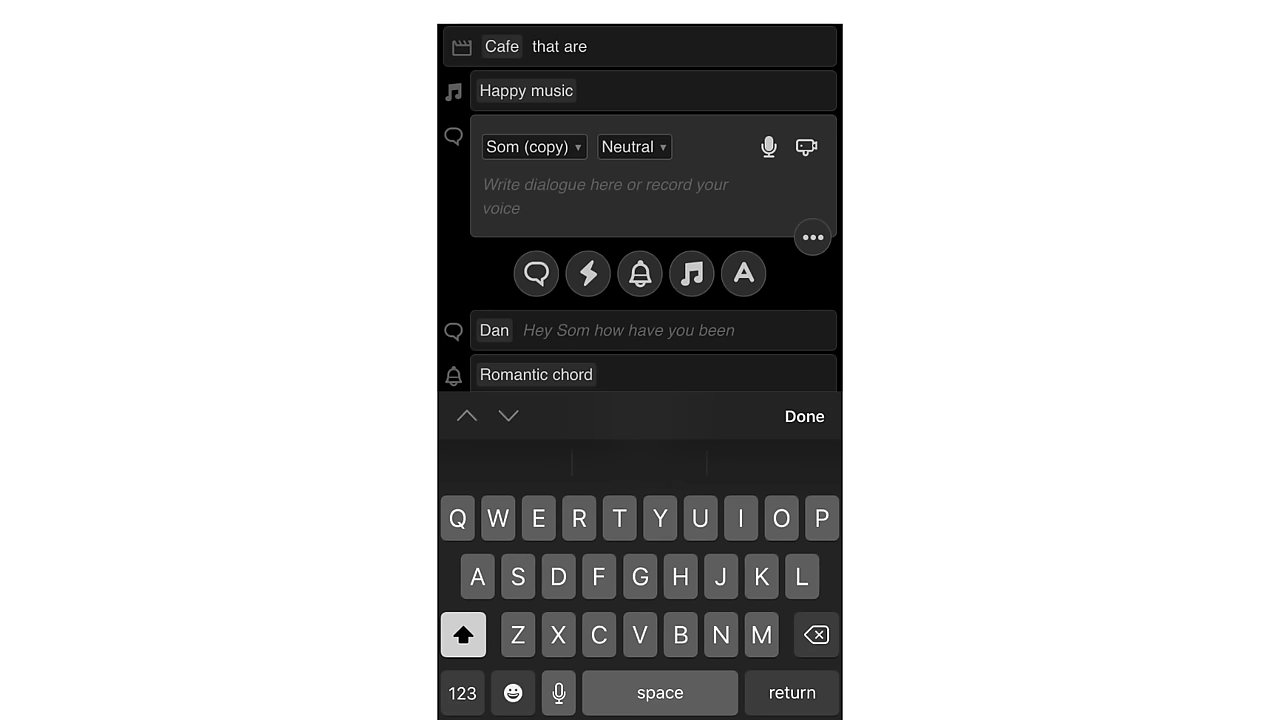 Cafe that are
Happy music
Som (copy) Neutral
Write dialogue here or record your
voice
Dan Hey Som how have you been
Romantic chord
Done
Q W E R T Y U I O P
A S D F G H J K L
Z X C V B N M
123 space return